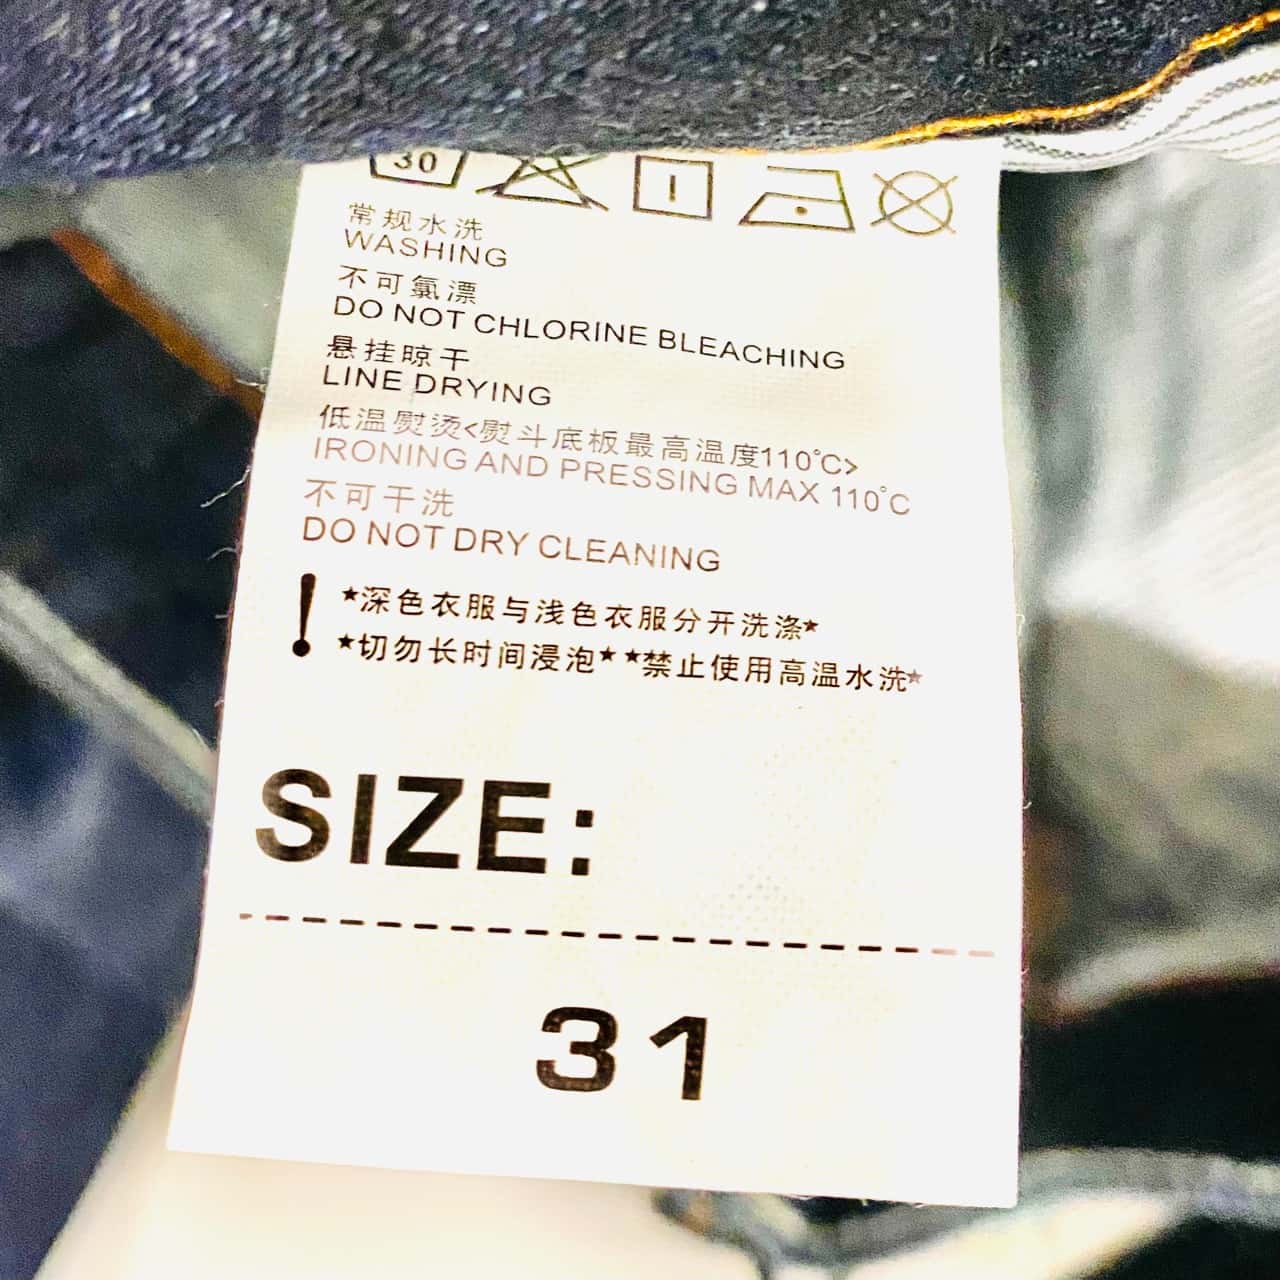 30
常规水洗
WASHING
不可氯漂
DO NOT CHLORINE BLEACHING
悬挂晾干
LINE DRYING
低温熨烫<熨斗底板最高温度110°C>
IRONING AND PRESSING MAX 110°C
不可干洗
DO NOT DRY CLEANING
! ★深色衣服与浅色衣服分开洗涤★
★切勿长时间浸泡★ ★禁止使用高温水洗★
SIZE:
31